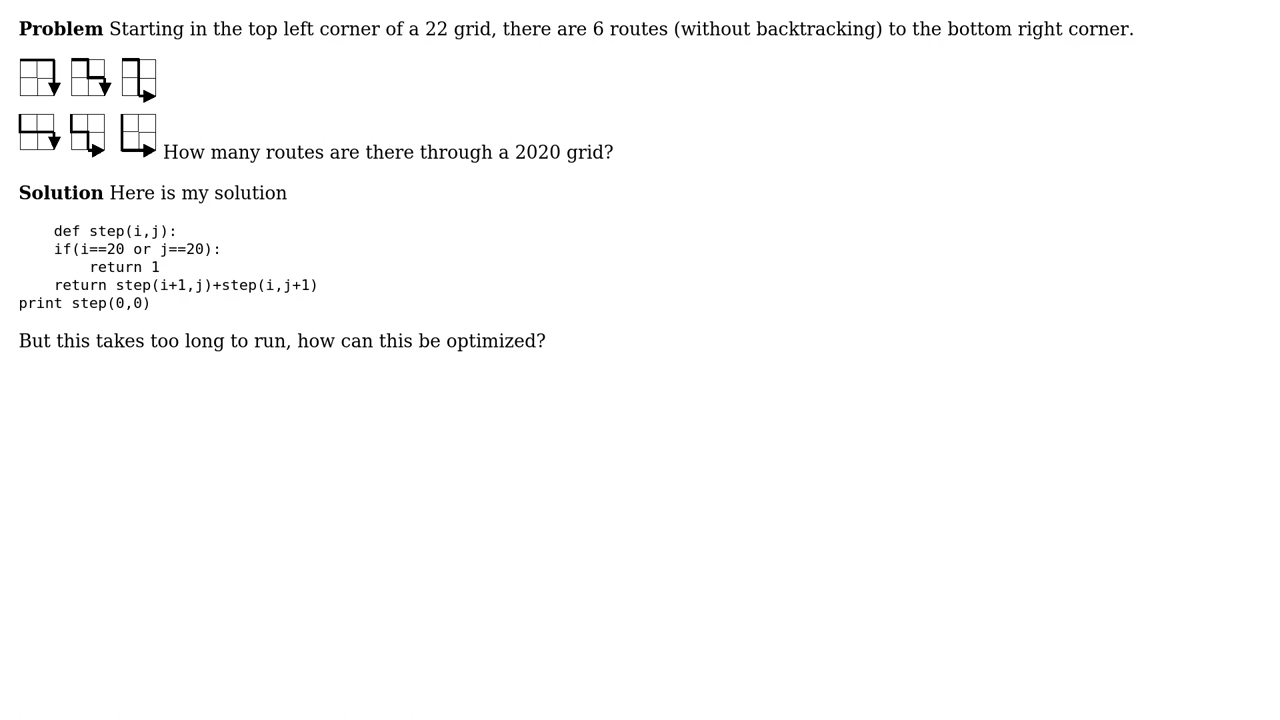 Problem Starting in the top left corner of a 22 grid, there are 6 routes (without backtracking) to the bottom right corner.
How many routes are there through a 2020 grid?
Solution Here is my solution
    def step(i,j):
    if(i==20 or j==20):
        return 1
    return step(i+1,j)+step(i,j+1)
print step(0,0)
But this takes too long to run, how can this be optimized?